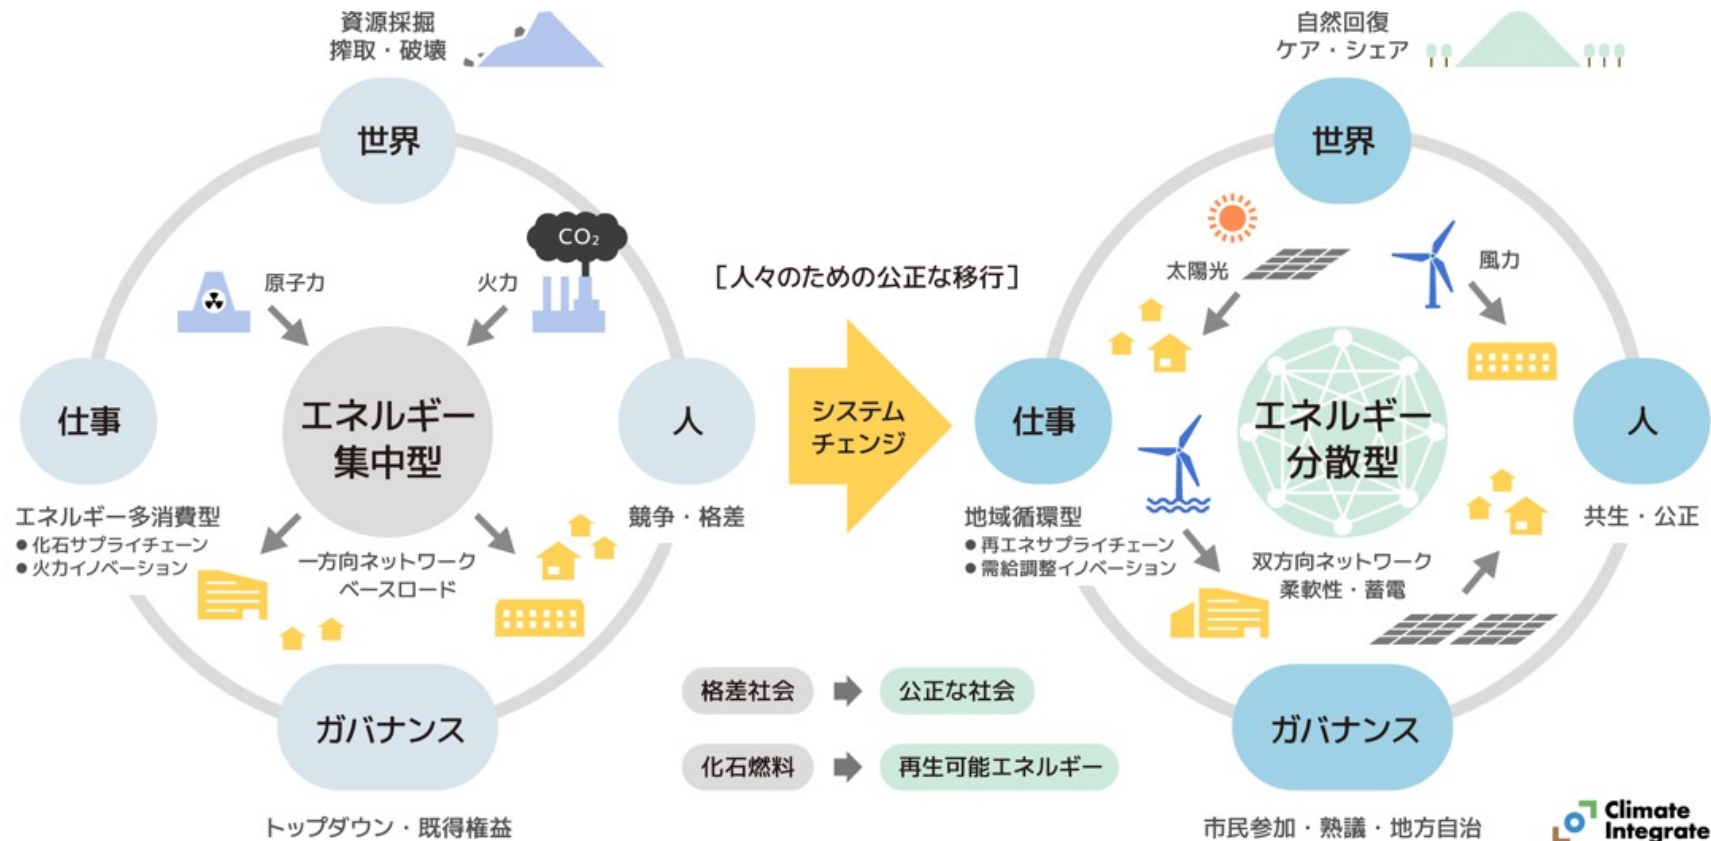 資源採掘
搾取・破壊
世界
CO₂
原子力
火力
エネルギー
集中型
仕事
人
エネルギー多消費型
● 化石サプライチェーン
● 火力イノベーション
競争・格差
一方向ネットワーク
ベースロード
ガバナンス
トップダウン・既得権益
［人々のための公正な移行］
システム
チェンジ
格差社会
公正な社会
化石燃料
再生可能エネルギー
自然回復
ケア・シェア
世界
太陽光
風力
エネルギー
分散型
仕事
人
地域循環型
● 再エネサプライチェーン
● 需給調整イノベーション
共生・公正
双方向ネットワーク
柔軟性・蓄電
ガバナンス
市民参加・熟議・地方自治
Climate
Integrate